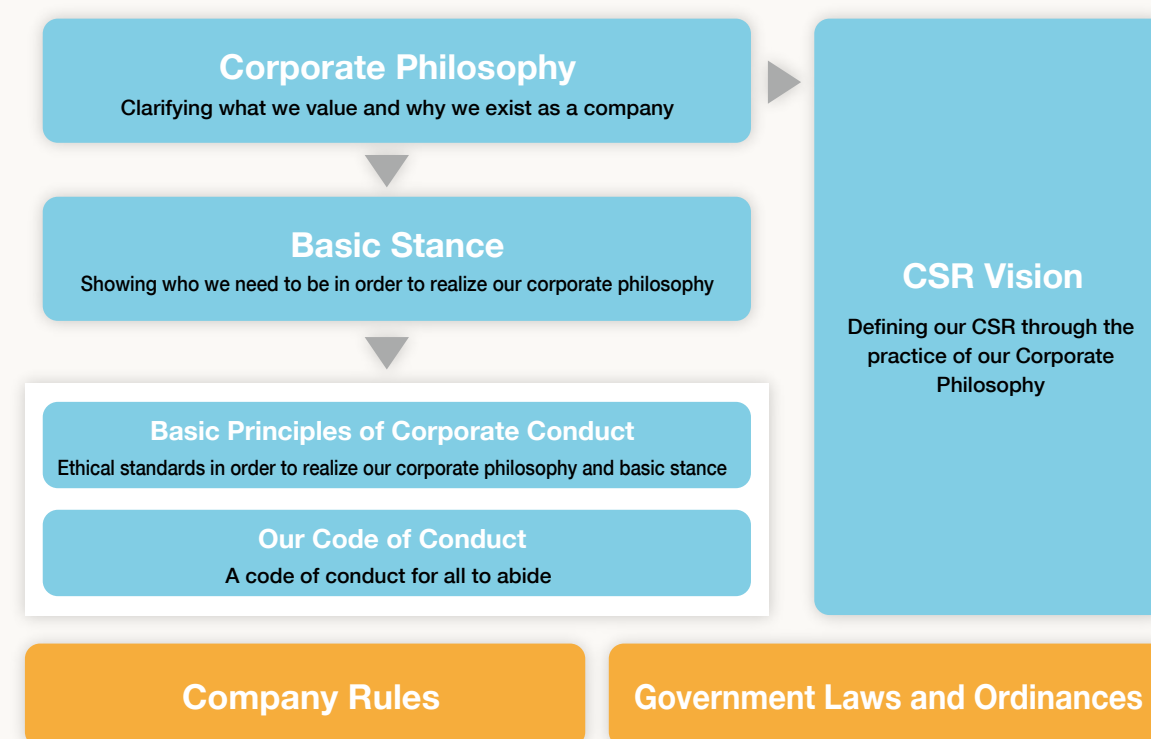 Corporate Philosophy
Clarifying what we value and why we exist as a company
Basic Stance
Showing who we need to be in order to realize our corporate philosophy
Basic Principles of Corporate Conduct
Ethical standards in order to realize our corporate philosophy and basic stance
Our Code of Conduct
A code of conduct for all to abide
CSR Vision
Defining our CSR through the
practice of our Corporate
Philosophy
Company Rules
Government Laws and Ordinances